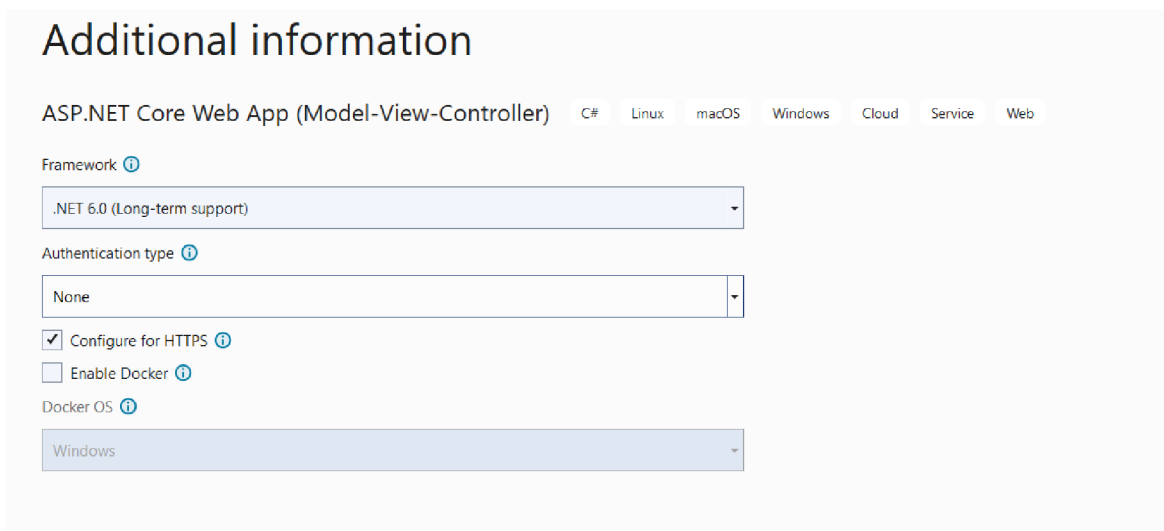 Additional information
ASP.NET Core Web App (Model-View-Controller) C# Linux macOS Windows Cloud Service Web
Framework
.NET 6.0 (Long-term support)
Authentication type
None
Configure for HTTPS
Enable Docker
Docker OS
Windows